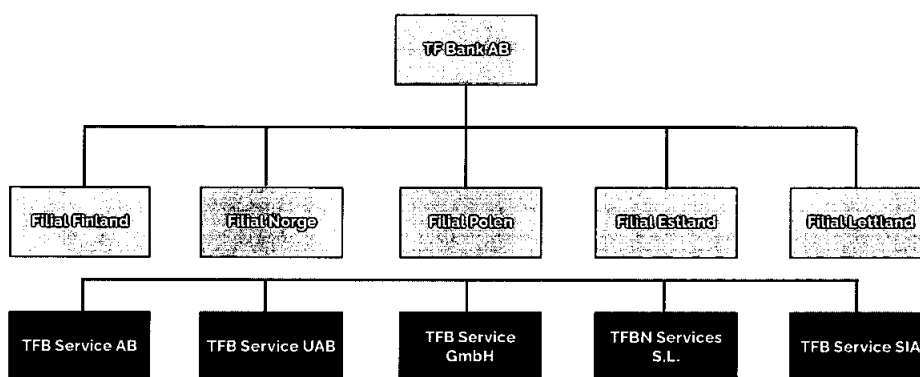 TF Bank AB
Filial Finland
Filial Norge
Filial Polen
Filial Estland
Filial Lettland
TFB Service AB
TFB Service UAB
TFB Service
GmbH
TFBN Services
S.L.
TFB Service SIA